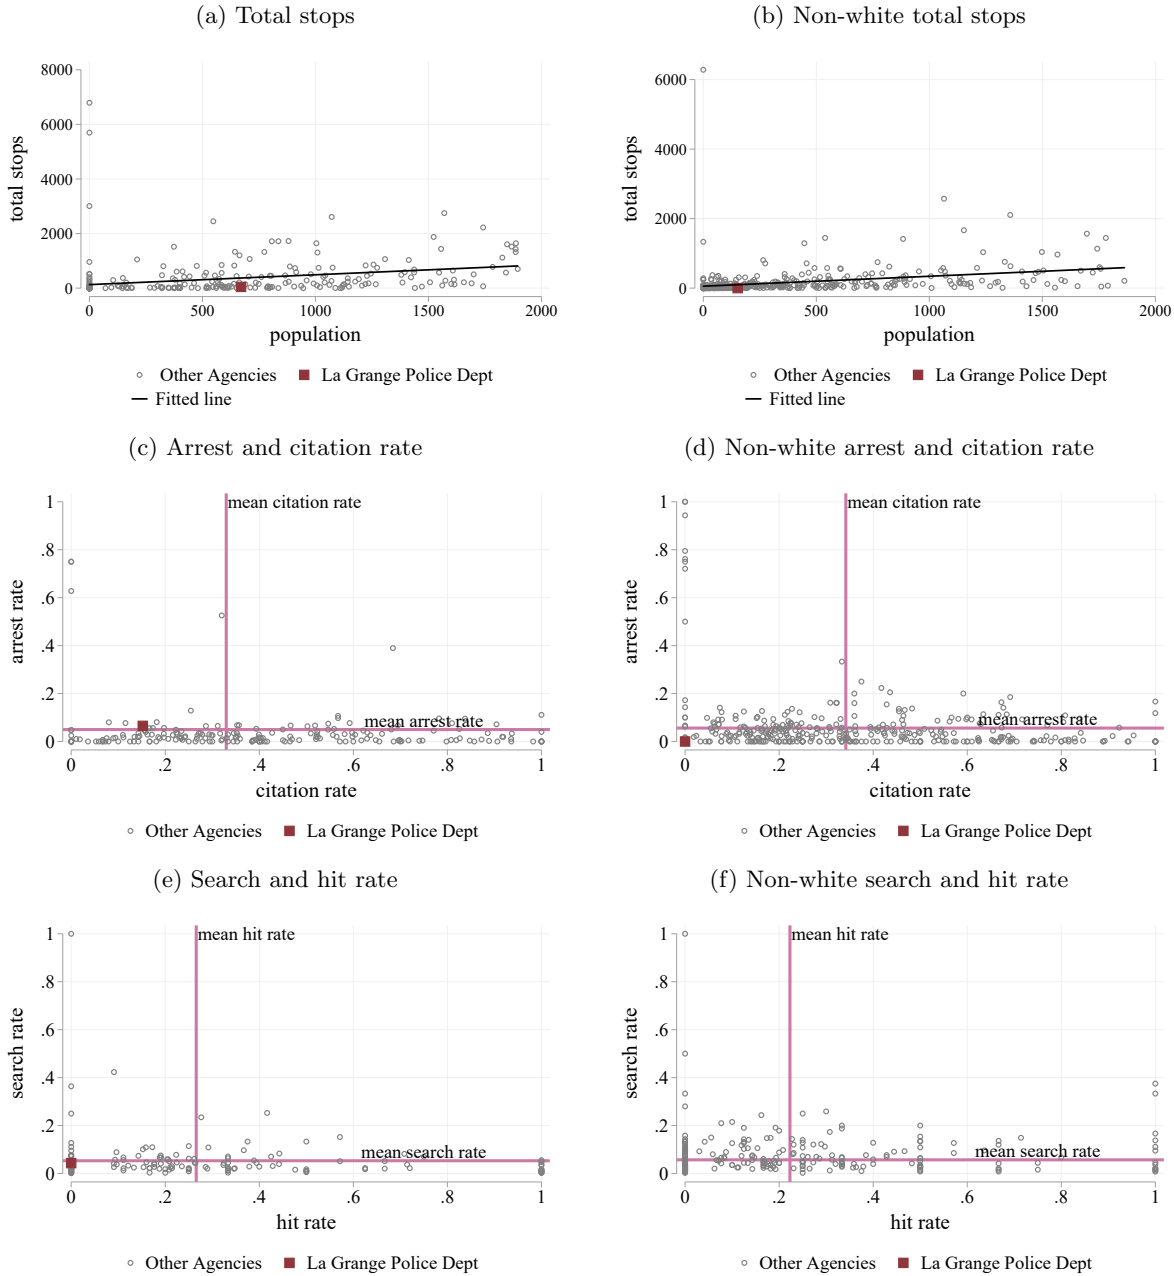 (a) Total stops
(b) Non-white total stops
total stops
8000
6000
4000
2000
0
0
500
1000
1500
2000
population
Other Agencies
La Grange Police Dept
Fitted line
total stops
6000
4000
2000
0
0
500
1000
1500
2000
population
Other Agencies
La Grange Police Dept
Fitted line
(c) Arrest and citation rate
(d) Non-white arrest and citation rate
arrest rate
1
.8
.6
.4
.2
0
mean citation rate
mean arrest rate
0
.2
.4
.6
.8
1
citation rate
Other Agencies
La Grange Police Dept
arrest rate
1
.8
.6
.4
.2
0
mean citation rate
mean arrest rate
0
.2
.4
.6
.8
1
citation rate
Other Agencies
La Grange Police Dept
(e) Search and hit rate
(f) Non-white search and hit rate
search rate
1
.8
.6
.4
.2
0
mean hit rate
mean search rate
0
.2
.4
.6
.8
1
hit rate
Other Agencies
La Grange Police Dept
search rate
1
.8
.6
.4
.2
0
mean hit rate
mean search rate
0
.2
.4
.6
.8
1
hit rate
Other Agencies
La Grange Police Dept